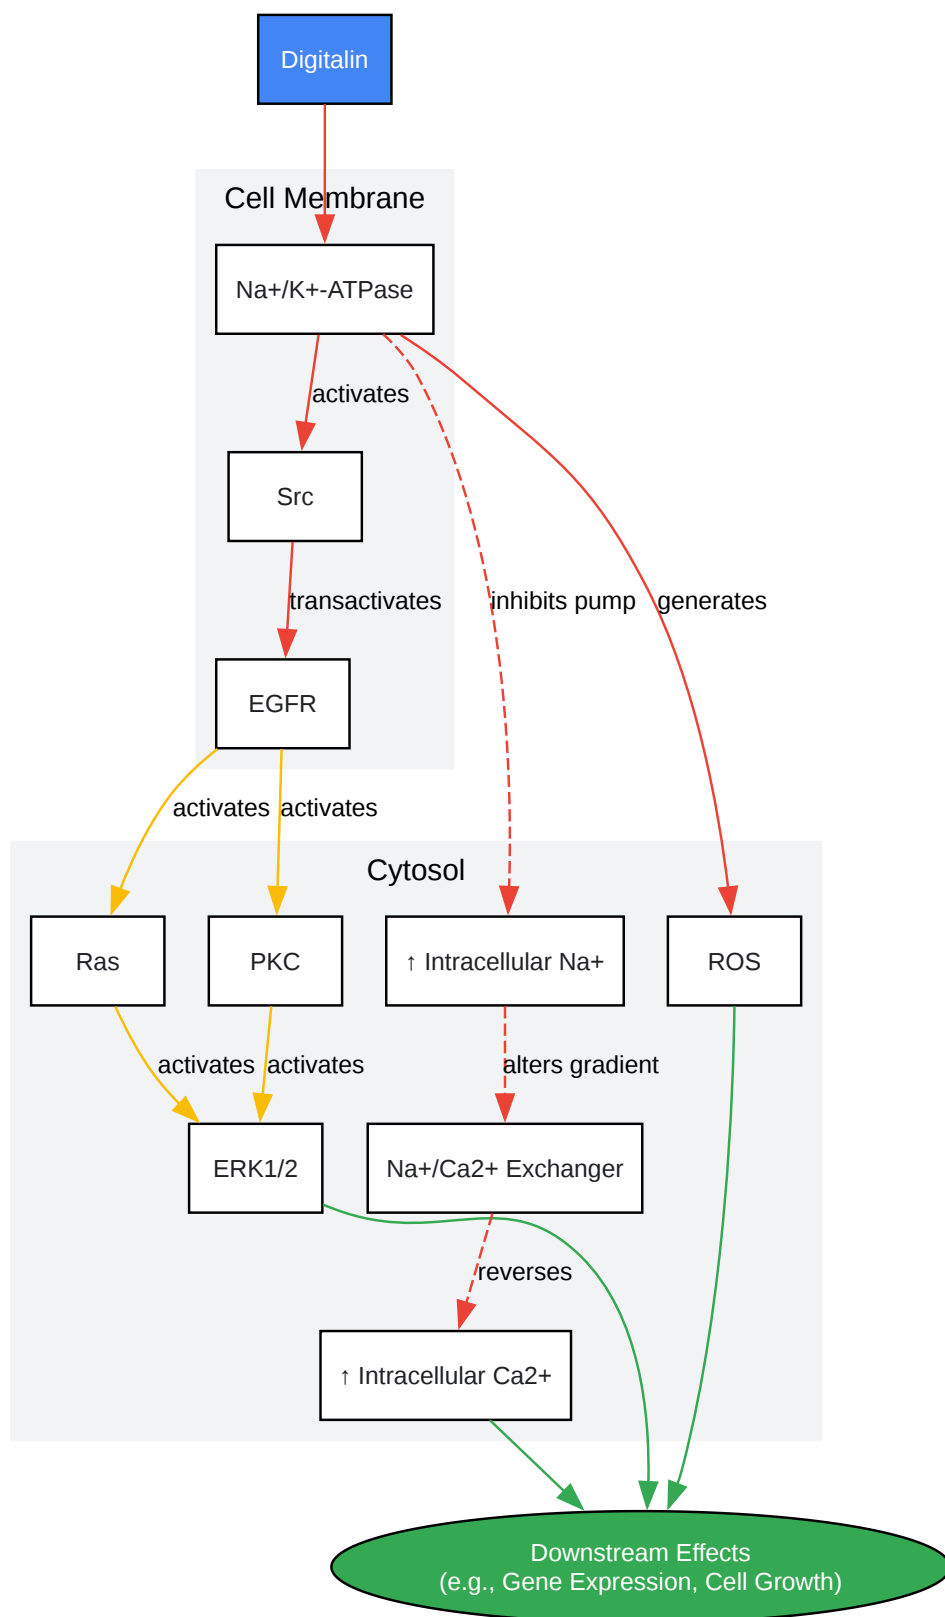 Digitalin
Cell Membrane
Na+/K+-ATPase
activates
Src
transactivates
inhibits pump
generates
EGFR
activates
activates
Cytosol
Ras
PKC
↑ Intracellular Na+
ROS
activates
activates
alters gradient
ERK1/2
Na+/Ca2+ Exchanger
reverses
↑ Intracellular Ca2+
Downstream Effects
(e.g., Gene Expression, Cell Growth)